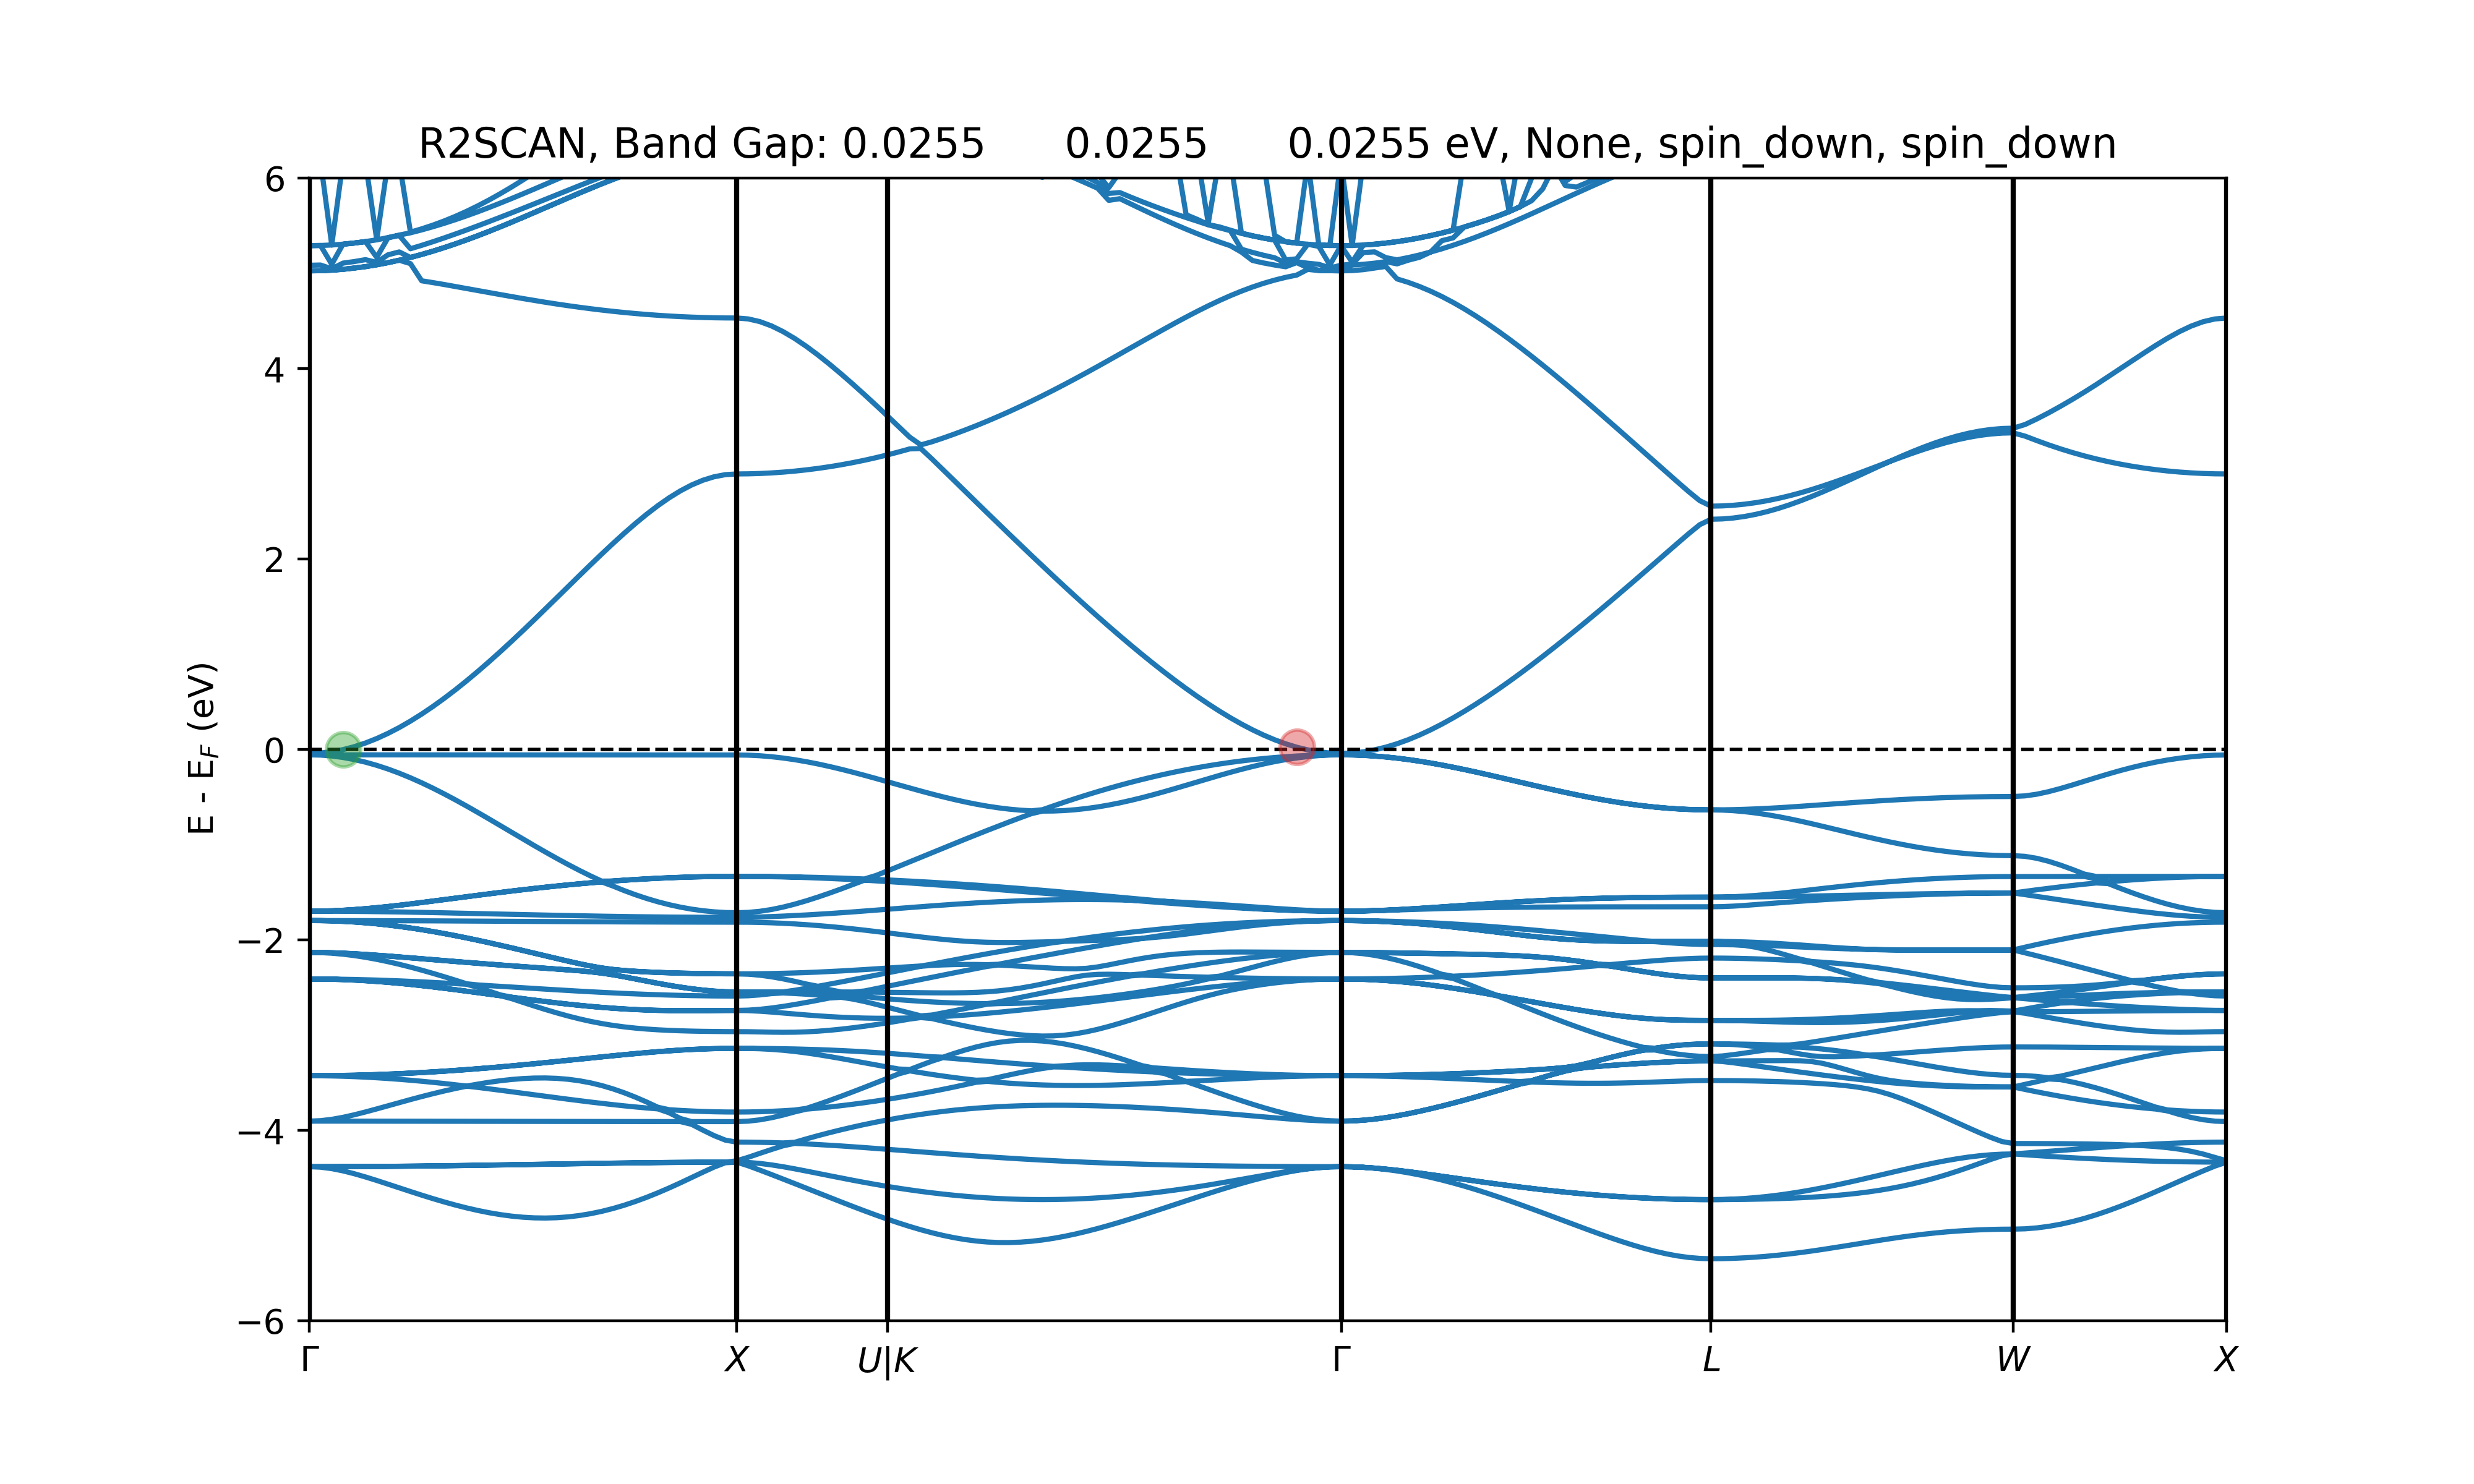 R2SCAN, Band Gap: 0.0255 0.0255 0.0255 eV, None, spin_down, spin_down
6
4
2
0
−2
−4
−6
E - E_F (eV)
Γ X U|K Γ L W X